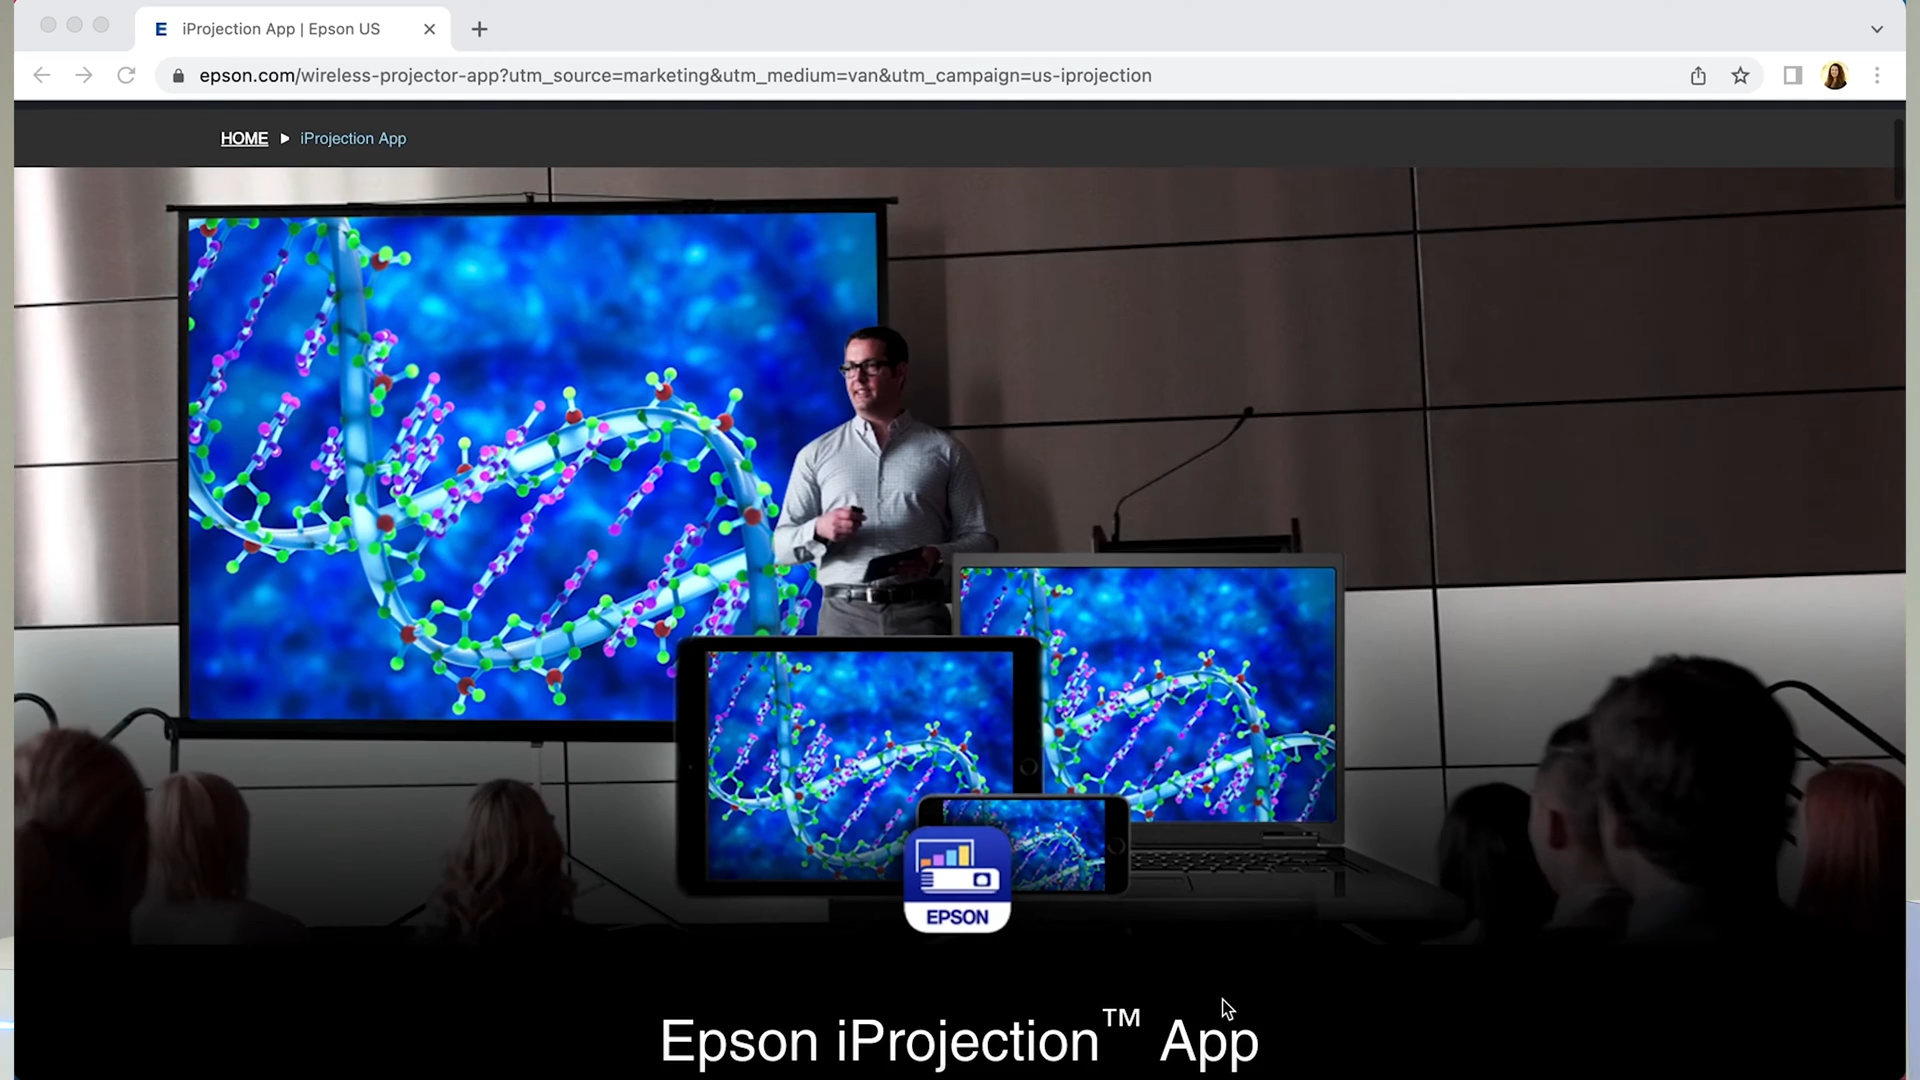 E iProjection App | Epson US
epson.com/wireless-projector-app?utm_source=marketing&utm_medium=van&utm_campaign=us-iprojection
HOME iProjection App
EPSON
Epson iProjection™ App